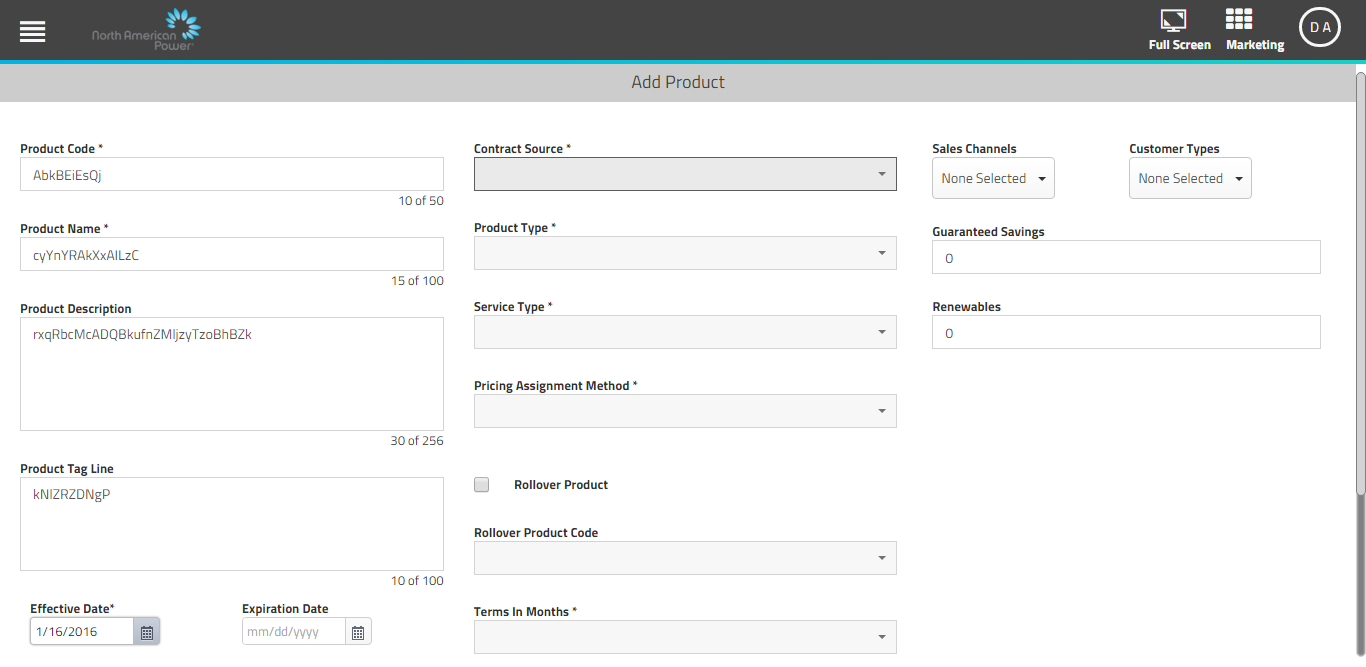 North American
Power
Full Screen
Marketing
D A
Add Product
Product Code *
AbkBEiEsQj
10 of 50
Product Name *
cyYnYRAkXxAILzC
15 of 100
Product Description
rxqRbcMcADQBkufnZMljzyTzoBhBZk
30 of 256
Product Tag Line
kNIZRZDNgP
10 of 100
Effective Date*
1/16/2016
Expiration Date
mm/dd/yyyy
Contract Source *
Product Type *
Service Type *
Pricing Assignment Method *
Rollover Product
Rollover Product Code
Terms In Months *
Sales Channels
None Selected
Customer Types
None Selected
Guaranteed Savings
0
Renewables
0